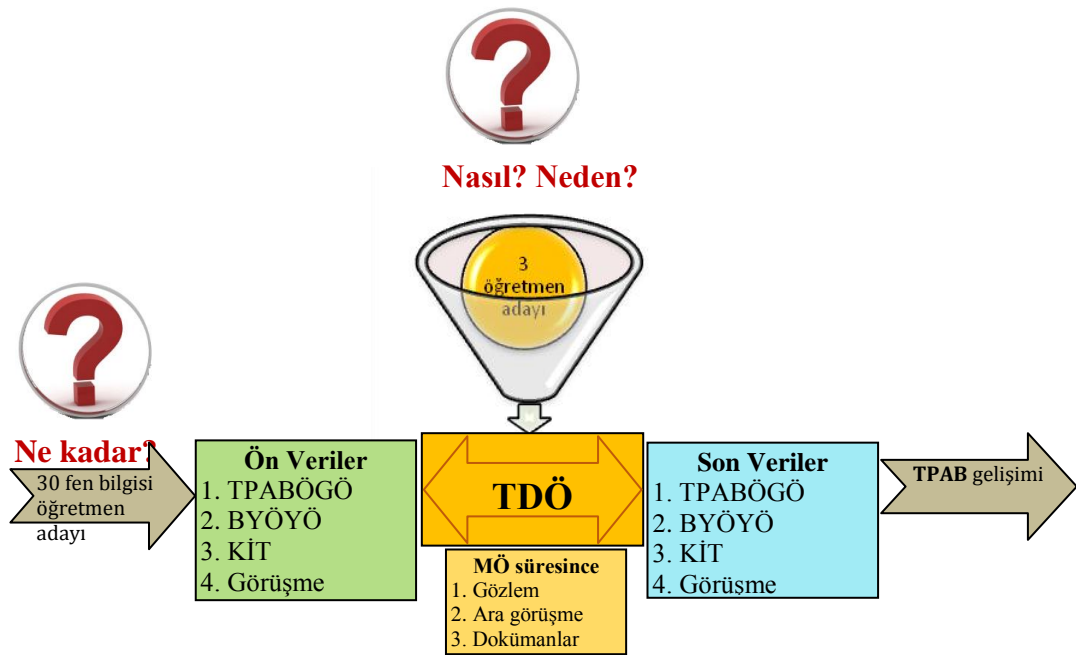 Nasıl? Neden?
3
öğretmen
adayı
Ne kadar?
30 fen bilgisi
öğretmen
adayı
Ön Veriler
1. TPABÖGÖ
2. BYÖYÖ
3. KİT
4. Görüşme
TDÖ
MÖ süresince
1. Gözlem
2. Ara görüşme
3. Dokümanlar
Son Veriler
1. TPABÖGÖ
2. BYÖYÖ
3. KİT
4. Görüşme
TPAB gelişimi